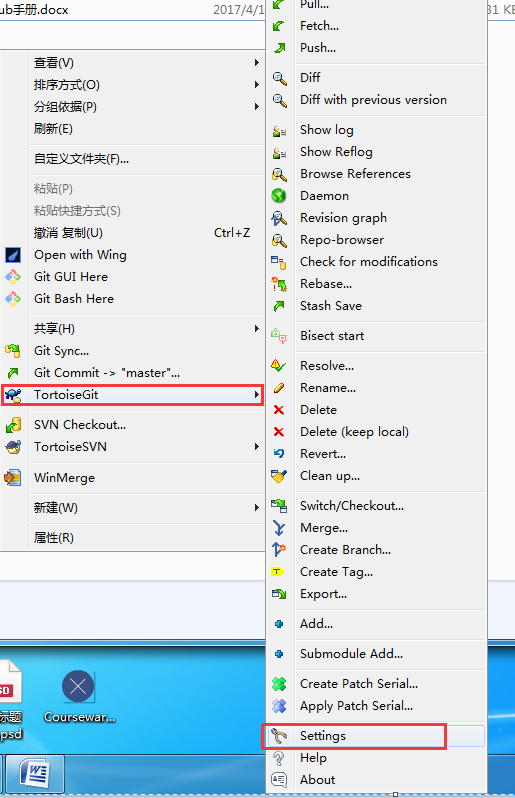 ub手册.docx
2017/4/1
31 KB
查看(V)
排序方式(O)
分组依据(P)
刷新(E)
自定义文件夹(F)...
粘贴(P)
粘贴快捷方式(S)
撤消 复制(U) Ctrl+Z
Open with Wing
Git GUI Here
Git Bash Here
共享(H)
Git Sync...
Git Commit -> "master"...
TortoiseGit
SVN Checkout...
TortoiseSVN
WinMerge
新建(W)
属性(R)
Pull...
Fetch...
Push...
Diff
Diff with previous version
Show log
Show Reflog
Browse References
Daemon
Revision graph
Repo-browser
Check for modifications
Rebase...
Stash Save
Bisect start
Resolve...
Rename...
Delete
Delete (keep local)
Revert...
Clean up...
Switch/Checkout...
Merge...
Create Branch...
Create Tag...
Export...
Add...
Submodule Add...
Create Patch Serial...
Apply Patch Serial...
Settings
Help
About
SD
标题
psd
Coursewar...
W